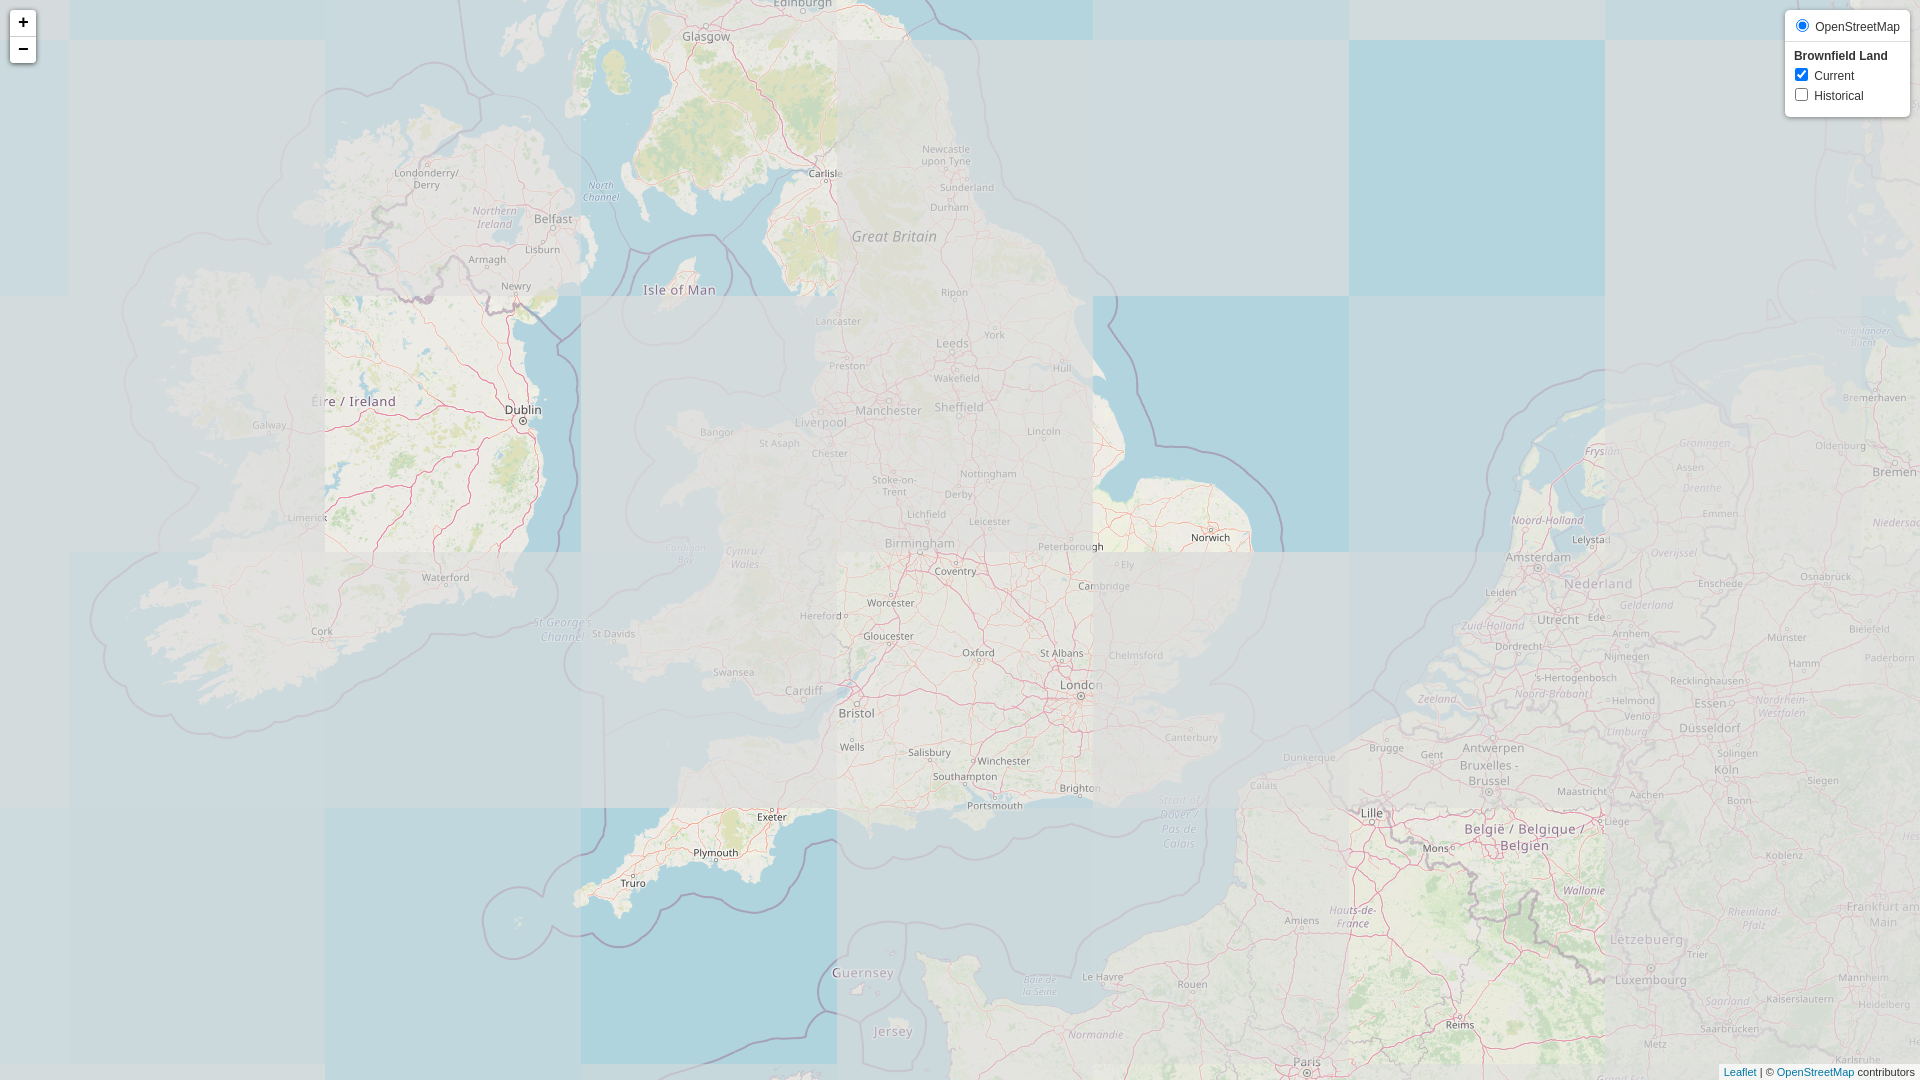 +
−
OpenStreetMap
Brownfield Land
Current
Historical
Edinburgh
Glasgow
Londonderry/
Derry
North
Channel
Carlisle
Newcastle
upon Tyne
Sunderland
Durham
Northern
Ireland
Belfast
Lisburn
Great Britain
Armagh
Newry
Isle of Man
Ripon
Lancaster
York
Leeds
Preston
Hull
Wakefield
Helgoländer
Bucht
Bremerhaven
Éire / Ireland
Dublin
Manchester
Sheffield
Liverpool
Galway
Bangor
St Asaph
Lincoln
Chester
Groningen
Oldenburg
Fryslân
Assen
Bremen
Nottingham
Stoke-on-
Trent
Derby
Drenthe
Limerick
Lichfield
Leicester
Emmen
Noord-Holland
Norwich
Lelystad
Birmingham
Peterborough
Cardigan
Bay
Cymru /
Wales
Amsterdam
Overijssel
Ely
Coventry
Waterford
Cambridge
Nederland
Enschede
Osnabrück
Leiden
Worcester
Gelderland
Hereford
Utrecht
Ede
St George's
Channel
Cork
St Davids
Gloucester
Zuid-Holland
Arnhem
Münster
Bielefeld
Dordrecht
Nijmegen
Hamm
Paderborn
Oxford
St Albans
Chelmsford
Swansea
's-Hertogenbosch
Recklinghausen
London
Cardiff
Noord-Brabant
Zeeland
Helmond
Essen
Nordrhein-
Westfalen
Bristol
Venlo
Düsseldorf
Limburg
Canterbury
Wells
Salisbury
Brugge
Gent
Antwerpen
Solingen
Winchester
Dunkerque
Bruxelles -
Brussel
Köln
Southampton
Siegen
Brighton
Calais
Maastricht
Aachen
Bonn
Portsmouth
Strait of
Dover /
Pas de
Calais
Exeter
Lille
Liège
België / Belgique /
Belgien
Plymouth
Mons
Koblenz
Truro
Wallonie
Hauts-de-
France
Rheinland-
Pfalz
Frankfurt am
Main
Amiens
Lëtzebuerg
Trier
Guernsey
Le Havre
Baie de
la Seine
Rouen
Luxembourg
Mannheim
Saarland
Kaiserslautern
Heidelberg
Jersey
Normandie
Reims
Saarbrücken
Metz
Paris
Karlsruhe
Grand Est
Leaflet | © OpenStreetMap contributors